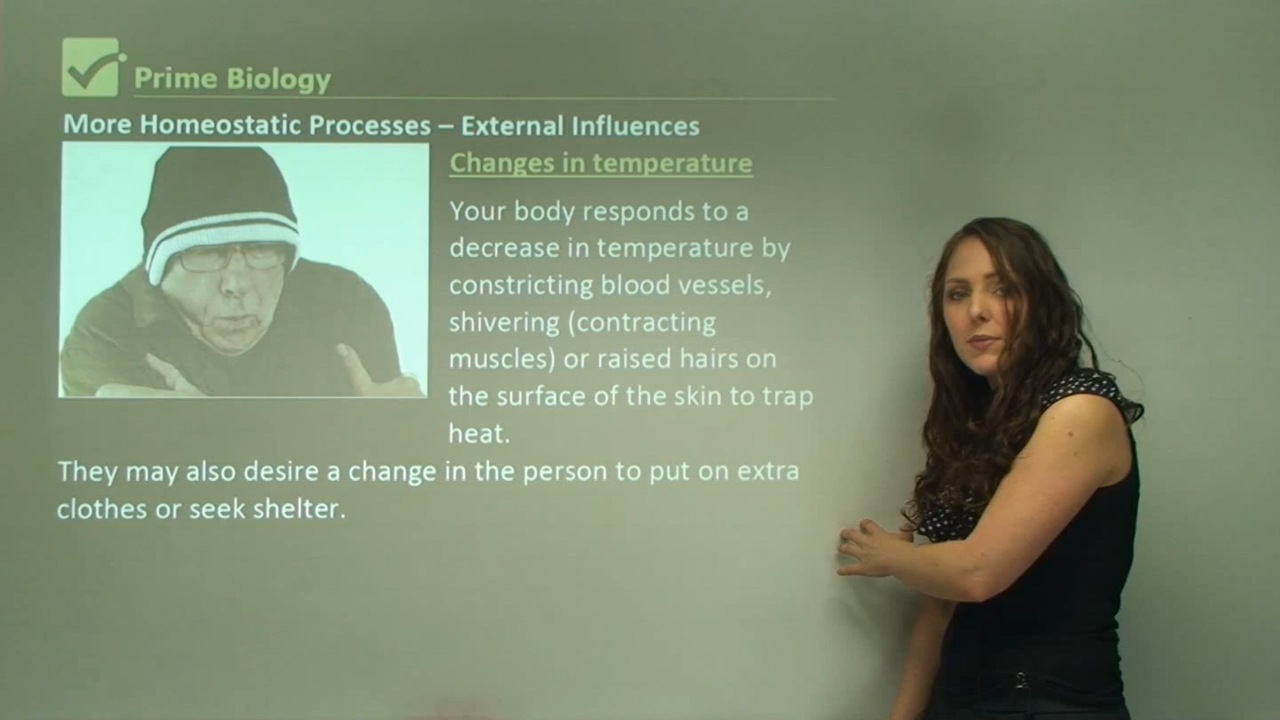 Prime Biology
More Homeostatic Processes – External Influences
Changes in temperature
Your body responds to a
decrease in temperature by
constricting blood vessels,
shivering (contracting
muscles) or raised hairs on
the surface of the skin to trap
heat.
They may also desire a change in the person to put on extra
clothes or seek shelter.